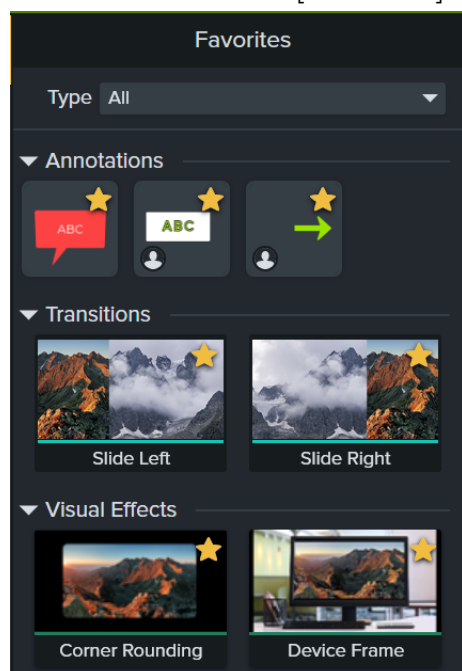 Favorites
Type All
Annotations
ABC
ABC
Transitions
Slide Left
Slide Right
Visual Effects
Corner Rounding
Device Frame